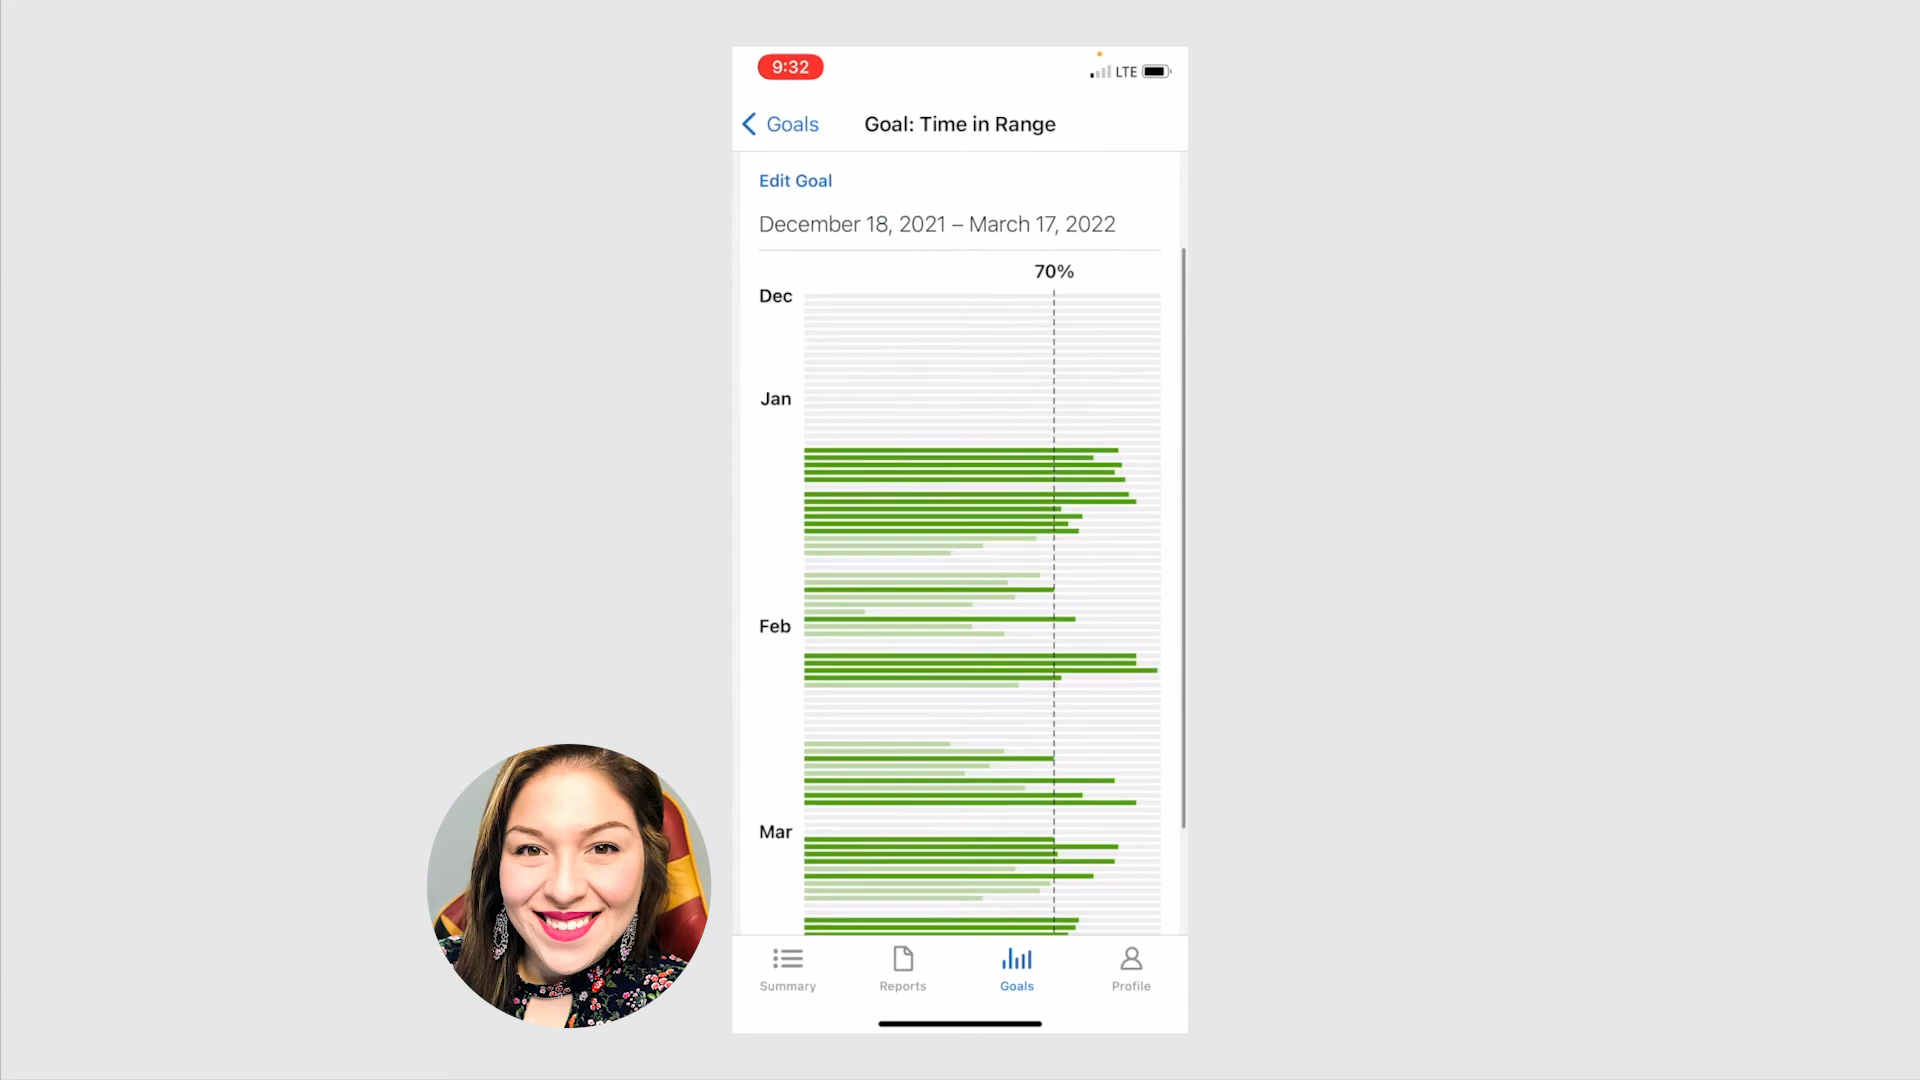 9:32
LTE
Goals
Goal: Time in Range
Edit Goal
December 18, 2021 – March 17, 2022
70%
Dec
Jan
Feb
Mar
Summary
Reports
Goals
Profile